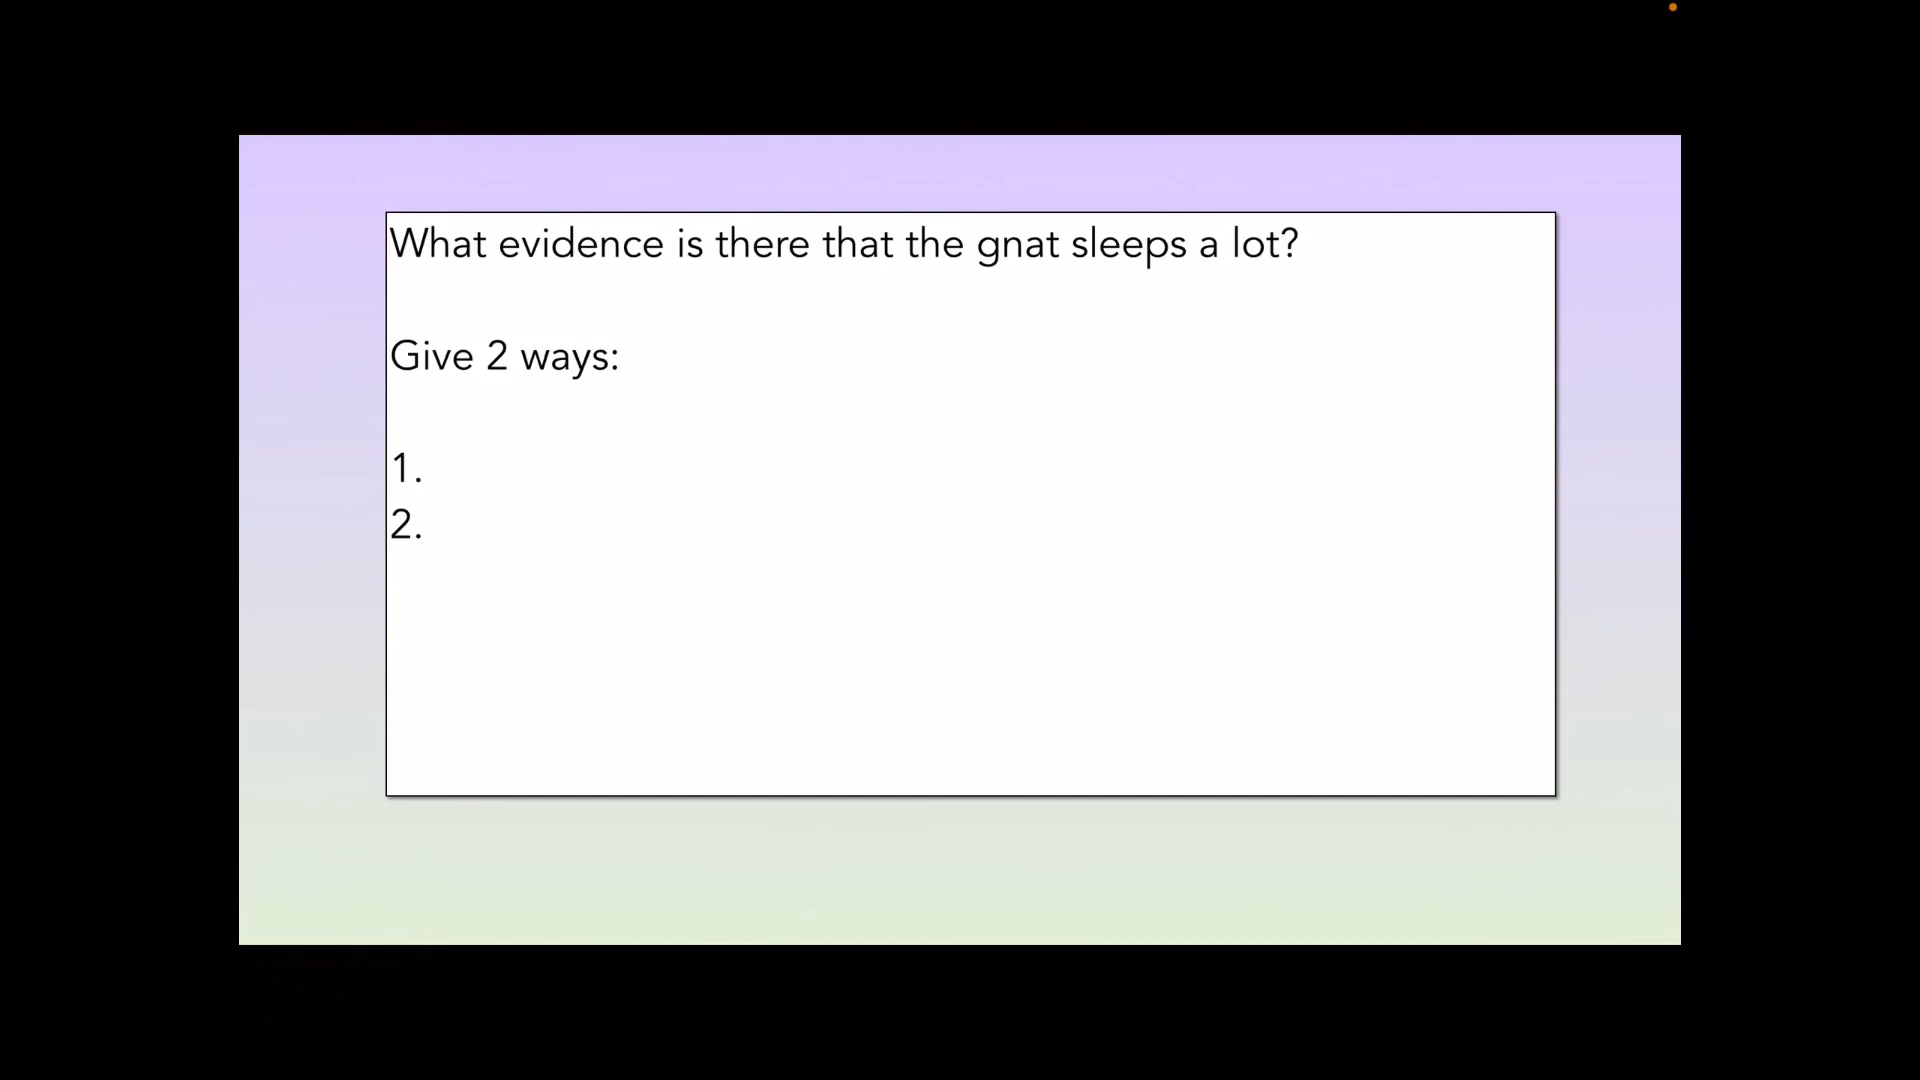 What evidence is there that the gnat sleeps a lot?
Give 2 ways:
1.
2.